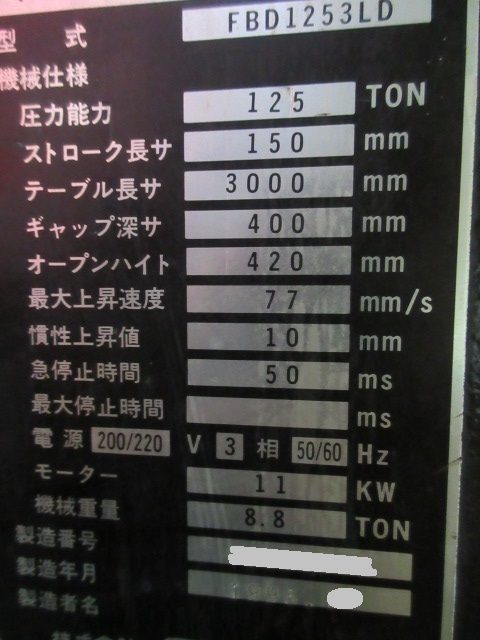 型 式 FBD1253LD
機械仕様
圧力能力 125 TON
ストローク長サ 150 mm
テーブル長サ 3000 mm
ギャップ深サ 400 mm
オープンハイト 420 mm
最大上昇速度 77 mm/s
慣性上昇値 10 mm
急停止時間 50 ms
最大停止時間 ms
電源 200/220 V 3 相 50/60 Hz
モーター 11 KW
機械重量 8.8 TON
製造番号
製造年月
製造者名